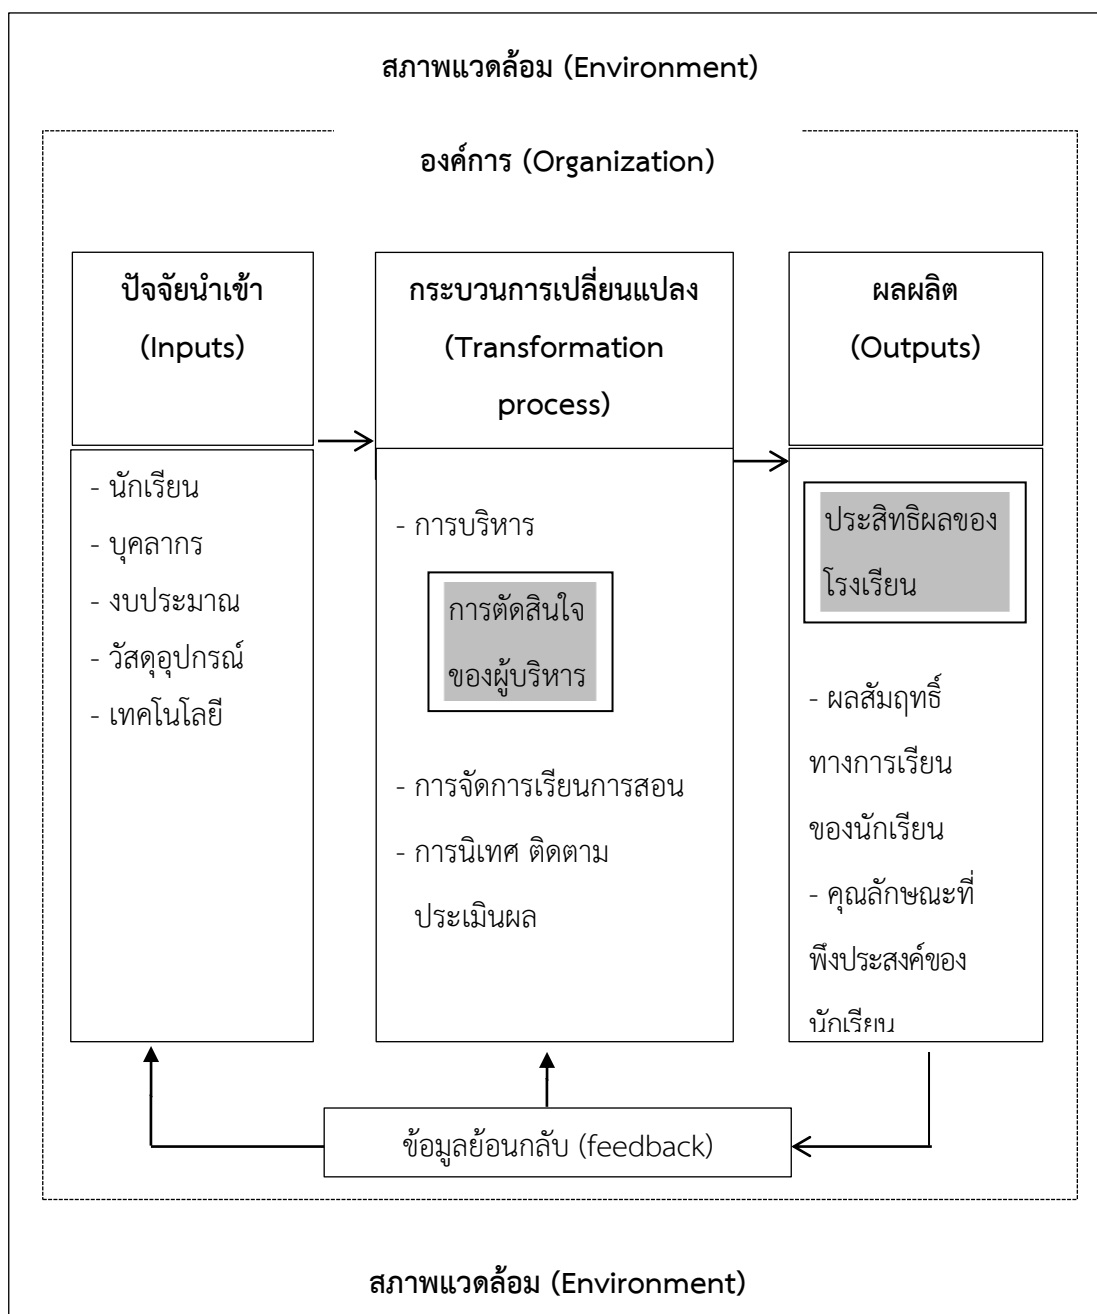 สภาพแวดล้อม (Environment)
องค์การ (Organization)
ปัจจัยนำเข้า
(Inputs)
- นักเรียน
- บุคลากร
- งบประมาณ
- วัสดุอุปกรณ์
- เทคโนโลยี
กระบวนการเปลี่ยนแปลง
(Transformation
process)
- การบริหาร
การตัดสินใจ
ของผู้บริหาร
- การจัดการเรียนการสอน
- การนิเทศ ติดตาม
ประเมินผล
ผลผลิต
(Outputs)
ประสิทธิผลของ
โรงเรียน
- ผลสัมฤทธิ์
ทางการเรียน
ของนักเรียน
- คุณลักษณะที่
พึงประสงค์ของ
นักเรียน
ข้อมูลย้อนกลับ (feedback)
สภาพแวดล้อม (Environment)